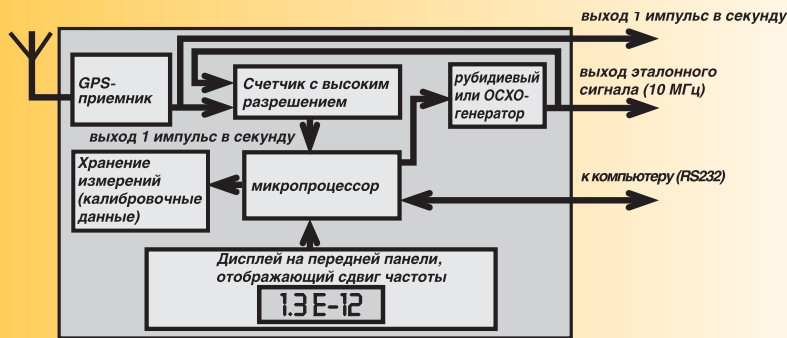 выход 1 импульс в секунду
GPS-
приемник
Счетчик с высоким
разрешением
рубидиевый
или ОСХО-
генератор
выход эталонного
сигнала (10 МГц)
выход 1 импульс в секунду
Хранение
измерений
(калибровочные
данные)
микропроцессор
к компьютеру (RS232)
Дисплей на передней панели,
отображающий сдвиг частоты
1.3 E-12